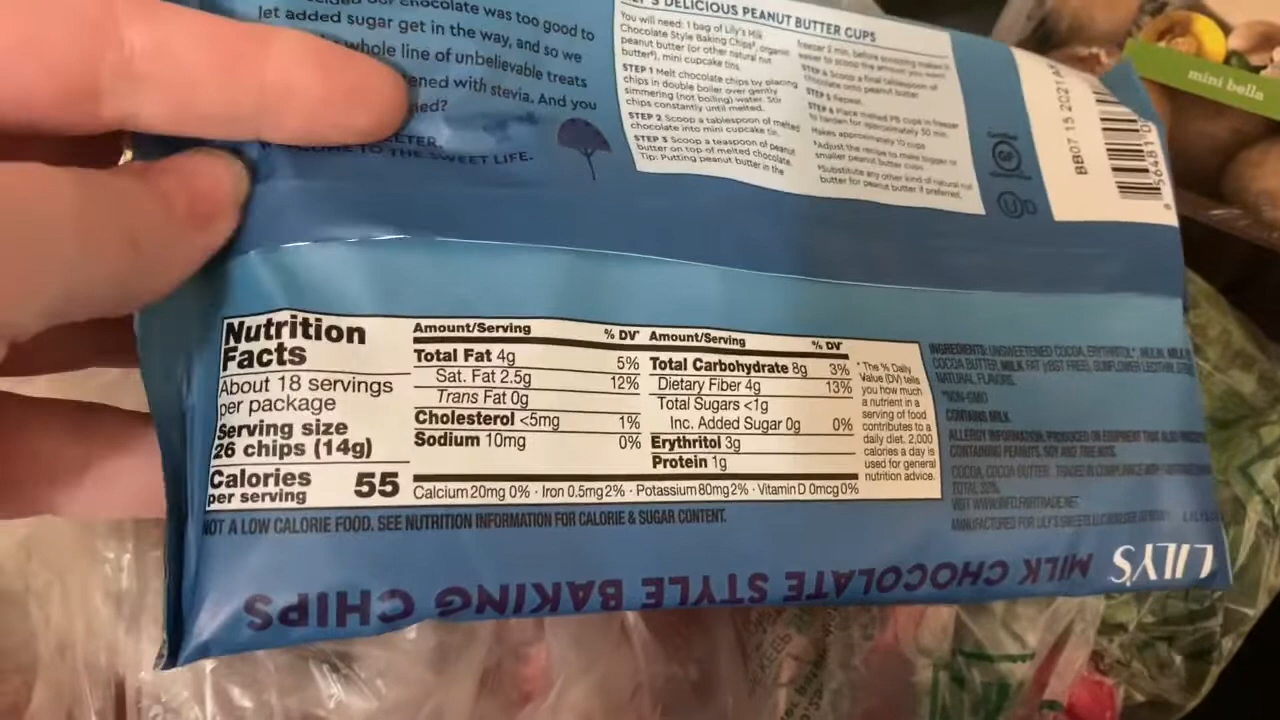 chocolate was too good to
let added sugar get in the way, and so we
whole line of unbelievable treats
ened with stevia. And you
ned?
ETER.
TO THE SWEET LIFE.
DELICIOUS PEANUT BUTTER CUPS
You will need: 1 bag of Lily's Milk
Chocolate Style Baking Chips*, organic
peanut butter (or other natural nut
butter†), mini cupcake tins.
STEP 1 Melt chocolate chips by placing
chips in double boiler over gently
simmering (not boiling) water. Stir
chips constantly until melted.
STEP 2 Scoop a tablespoon of melted
chocolate into mini cupcake tin.
STEP 3 Scoop a teaspoon of peanut
butter on top of melted chocolate.
Tip: Putting peanut butter in the
freezer 2 min. before scooping makes it
easier to scoop the amount you want!
STEP 4 Scoop a final tablespoon of
chocolate onto peanut butter.
STEP 5 Repeat.
STEP 6 Place melted PB cups in freezer
to harden for approximately 30 min.
Makes approximately 10 cups
*Adjust the recipe to make bigger or
smaller peanut butter cups.
†Substitute any other kind of natural nut
butter for peanut butter if preferred.
GF
UD
BB07 15 2021
mini bella
Nutrition
Facts
About 18 servings
per package
Serving size
26 chips (14g)
Calories
per serving 55
Amount/Serving % DV*
Total Fat 4g 5%
Sat. Fat 2.5g 12%
Trans Fat 0g
Cholesterol <5mg 1%
Sodium 10mg 0%
Amount/Serving % DV*
Total Carbohydrate 8g 3%
Dietary Fiber 4g 13%
Total Sugars <1g
Inc. Added Sugar 0g 0%
Erythritol 3g
Protein 1g
Calcium 20mg 0% · Iron 0.5mg 2% · Potassium 80mg 2% · Vitamin D 0mcg 0%
* The % Daily
Value (DV) tells
you how much
a nutrient in a
serving of food
contributes to a
daily diet. 2,000
calories a day is
used for general
nutrition advice.
NOT A LOW CALORIE FOOD. SEE NUTRITION INFORMATION FOR CALORIE & SUGAR CONTENT.
INGREDIENTS: UNSWEETENED COCOA, ERYTHRITOL*, INULIN, MILK
COCOA BUTTER, MILK FAT (rBST FREE), SUNFLOWER LECITHIN,
NATURAL FLAVORS.
*NON-GMO
CONTAINS MILK.
ALLERGY INFORMATION: PRODUCED ON EQUIPMENT THAT ALSO
CONTAINING PEANUTS, SOY AND TREE NUTS.
COCOA, COCOA BUTTER: TRADED IN COMPLIANCE WITH
TOTAL
VISIT WWW.INFO.FAIRTRADE.NET
MANUFACTURED FOR LILY'S SWEETS
LILY'S MILK CHOCOLATE STYLE BAKING CHIPS